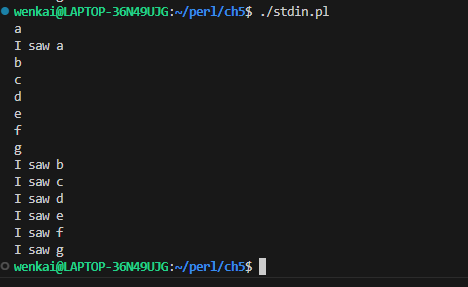 wenkai@LAPTOP-36N49UJG:~/perl/ch5$ ./stdin.pl
a
I saw a
b
c
d
e
f
g
I saw b
I saw c
I saw d
I saw e
I saw f
I saw g
wenkai@LAPTOP-36N49UJG:~/perl/ch5$